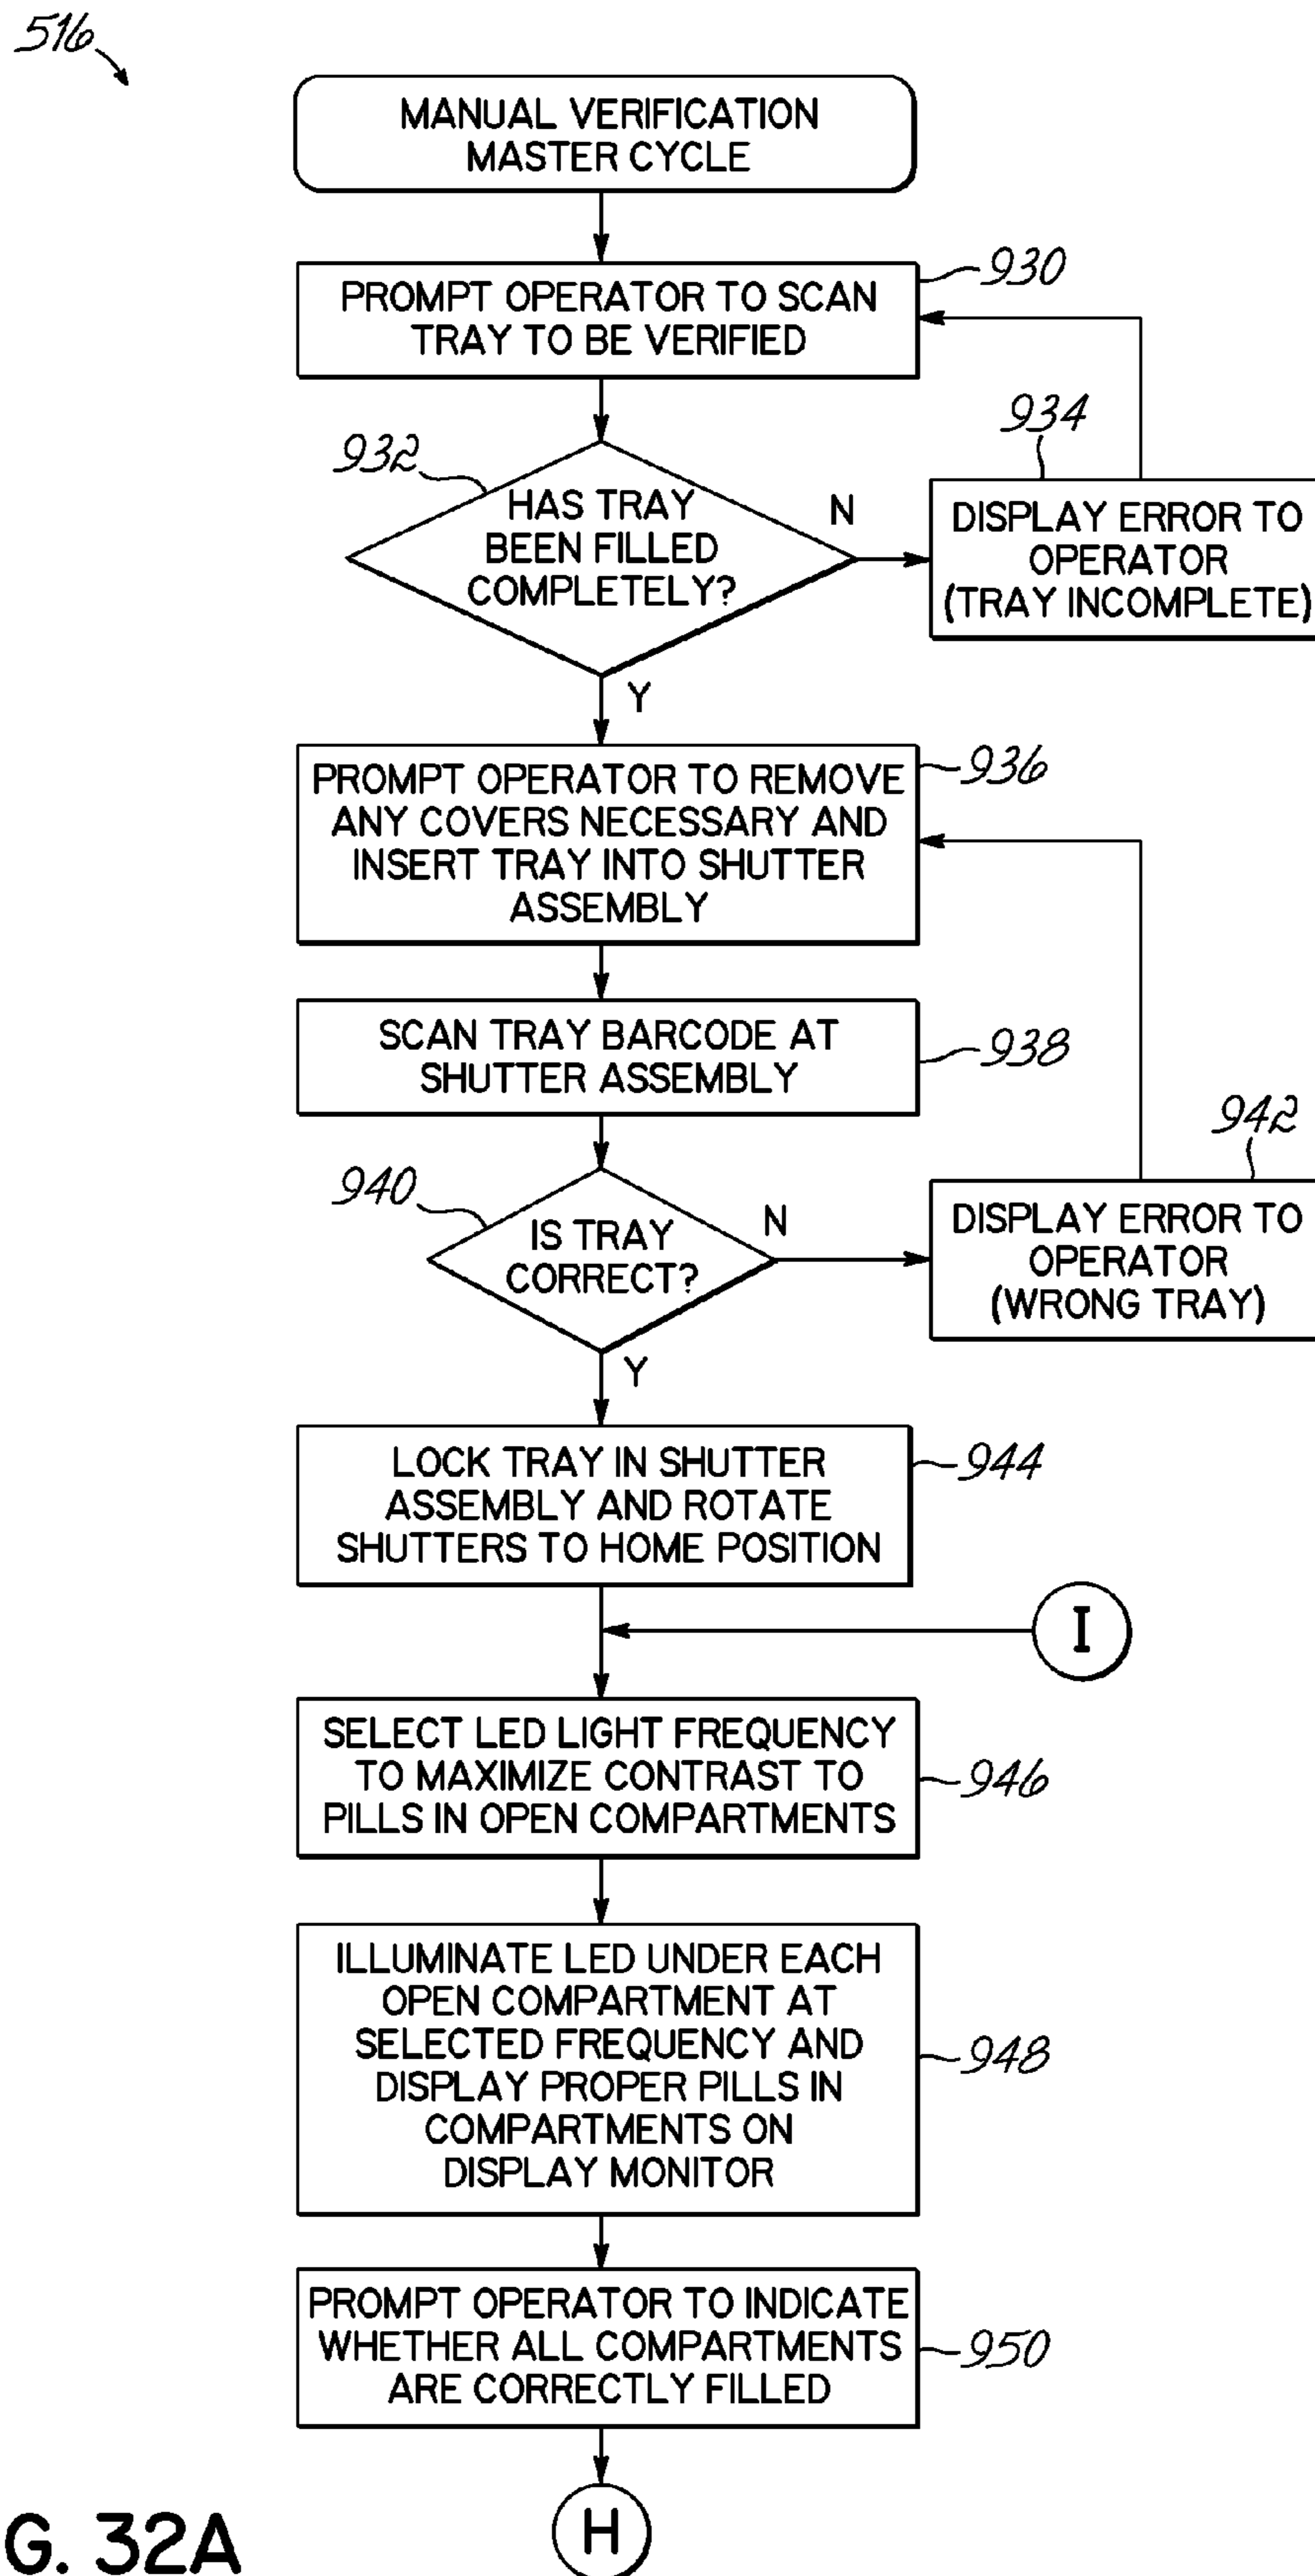 516
MANUAL VERIFICATION
MASTER CYCLE
930
PROMPT OPERATOR TO SCAN
TRAY TO BE VERIFIED
932
HAS TRAY
BEEN FILLED
COMPLETELY?
N
934
DISPLAY ERROR TO
OPERATOR
(TRAY INCOMPLETE)
Y
PROMPT OPERATOR TO REMOVE
ANY COVERS NECESSARY AND
INSERT TRAY INTO SHUTTER
ASSEMBLY
936
SCAN TRAY BARCODE AT
SHUTTER ASSEMBLY
938
940
IS TRAY
CORRECT?
N
942
DISPLAY ERROR TO
OPERATOR
(WRONG TRAY)
Y
LOCK TRAY IN SHUTTER
ASSEMBLY AND ROTATE
SHUTTERS TO HOME POSITION
944
I
SELECT LED LIGHT FREQUENCY
TO MAXIMIZE CONTRAST TO
PILLS IN OPEN COMPARTMENTS
946
ILLUMINATE LED UNDER EACH
OPEN COMPARTMENT AT
SELECTED FREQUENCY AND
DISPLAY PROPER PILLS IN
COMPARTMENTS ON
DISPLAY MONITOR
948
PROMPT OPERATOR TO INDICATE
WHETHER ALL COMPARTMENTS
ARE CORRECTLY FILLED
950
H
G. 32A